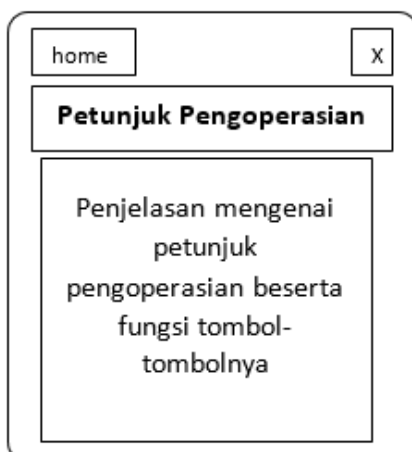 home X
Petunjuk Pengoperasian
Penjelasan mengenai
petunjuk
pengoperasian beserta
fungsi tombol-
tombolnya